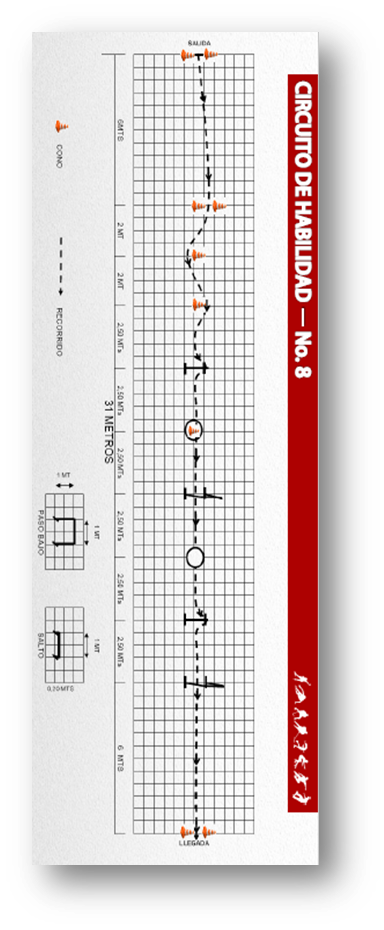 CIRCUITO DE HABILIDAD — No. 8
SALIDA
6MTS
2 MT
2 MT
2,50 MTs
2,50 MTs
2,50 MTs
2,50 MTs
2,50 MTs
2,50 MTs
6 MTS
31 METROS
LLEGADA
CONO
RECORRIDO
1 MT
1 MT
PASO BAJO
1 MT
SALTO
0,20 MTS